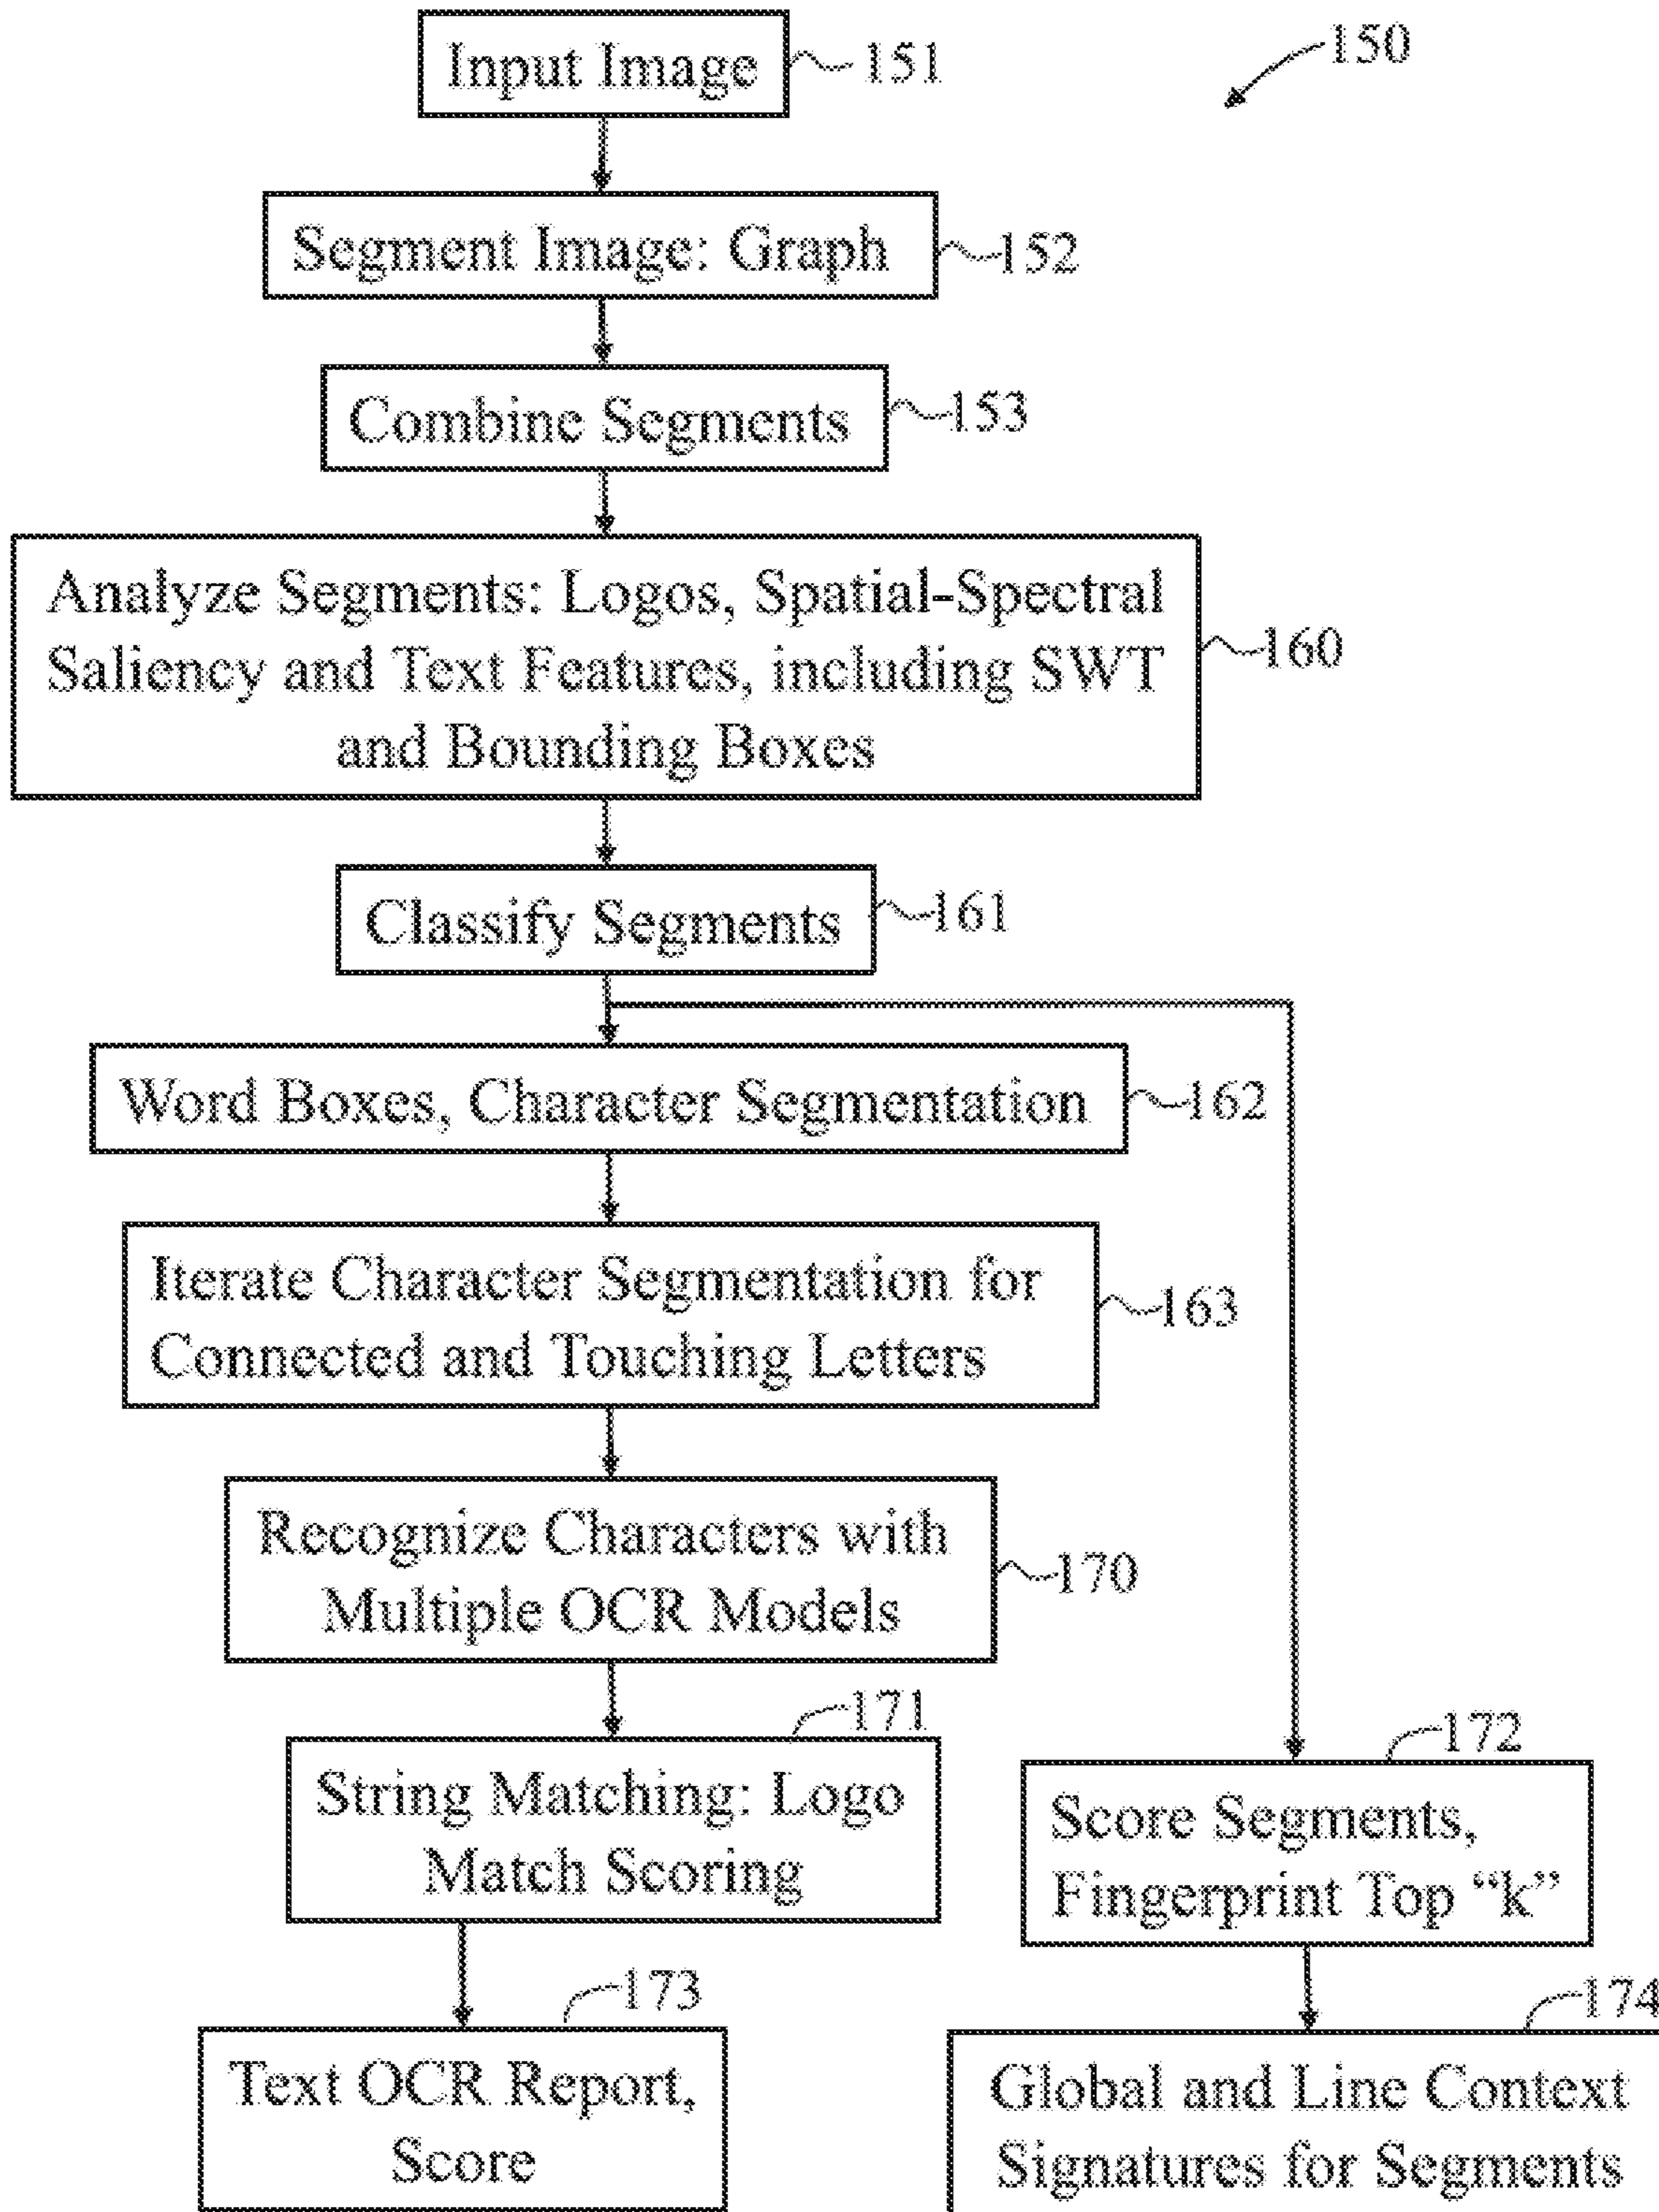 150
Input Image
151
Segment Image: Graph
152
Combine Segments
153
Analyze Segments: Logos, Spatial-Spectral
Saliency and Text Features, including SWT
and Bounding Boxes
160
Classify Segments
161
Word Boxes, Character Segmentation
162
Iterate Character Segmentation for
Connected and Touching Letters
163
Recognize Characters with
Multiple OCR Models
170
171
String Matching: Logo
Match Scoring
172
Score Segments,
Fingerprint Top “k”
173
Text OCR Report,
Score
174
Global and Line Context
Signatures for Segments